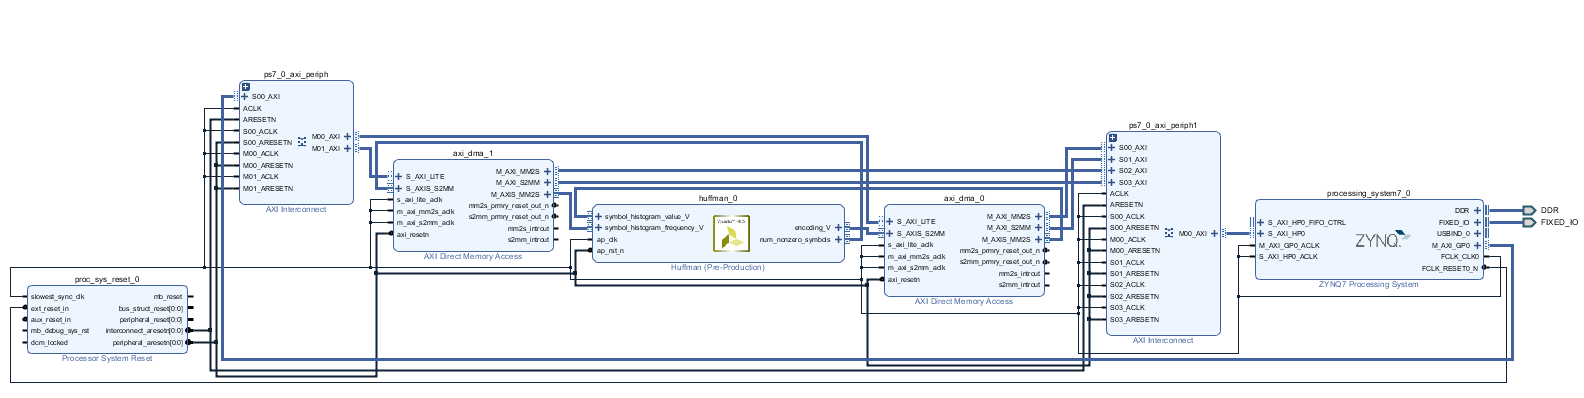 ps7_0_axi_periph
S00_AXI
ACLK
ARESETN
S00_ACLK
S00_ARESETN
M00_ACLK
M00_ARESETN
M01_ACLK
M01_ARESETN
M00_AXI
M01_AXI
AXI Interconnect
axi_dma_1
S_AXI_LITE
S_AXIS_S2MM
s_axi_lite_aclk
m_axi_mm2s_aclk
m_axi_s2mm_aclk
axi_resetn
M_AXI_MM2S
M_AXI_S2MM
M_AXIS_MM2S
mm2s_prmry_reset_out_n
s2mm_prmry_reset_out_n
mm2s_introut
s2mm_introut
AXI Direct Memory Access
huffman_0
symbol_histogram_value_V
symbol_histogram_frequency_V
ap_clk
ap_rst_n
encoding_V
num_nonzero_symbols
Huffman (Pre-Production)
axi_dma_0
S_AXI_LITE
S_AXIS_S2MM
s_axi_lite_aclk
m_axi_mm2s_aclk
m_axi_s2mm_aclk
axi_resetn
M_AXI_MM2S
M_AXI_S2MM
M_AXIS_MM2S
mm2s_prmry_reset_out_n
s2mm_prmry_reset_out_n
mm2s_introut
s2mm_introut
AXI Direct Memory Access
ps7_0_axi_periph1
S00_AXI
S01_AXI
S02_AXI
S03_AXI
ACLK
ARESETN
S00_ACLK
S00_ARESETN
M00_ACLK
M00_ARESETN
S01_ACLK
S01_ARESETN
S02_ACLK
S02_ARESETN
S03_ACLK
S03_ARESETN
M00_AXI
AXI Interconnect
processing_system7_0
S_AXI_HP0_FIFO_CTRL
S_AXI_HP0
M_AXI_GP0_ACLK
S_AXI_HP0_ACLK
ZYNQ
DDR
FIXED_IO
USBIND_0
M_AXI_GP0
FCLK_CLK0
FCLK_RESET0_N
ZYNQ7 Processing System
DDR
FIXED_IO
proc_sys_reset_0
slowest_sync_clk
ext_reset_in
aux_reset_in
mb_debug_sys_rst
dcm_locked
mb_reset
bus_struct_reset[0:0]
peripheral_reset[0:0]
interconnect_aresetn[0:0]
peripheral_aresetn[0:0]
Processor System Reset